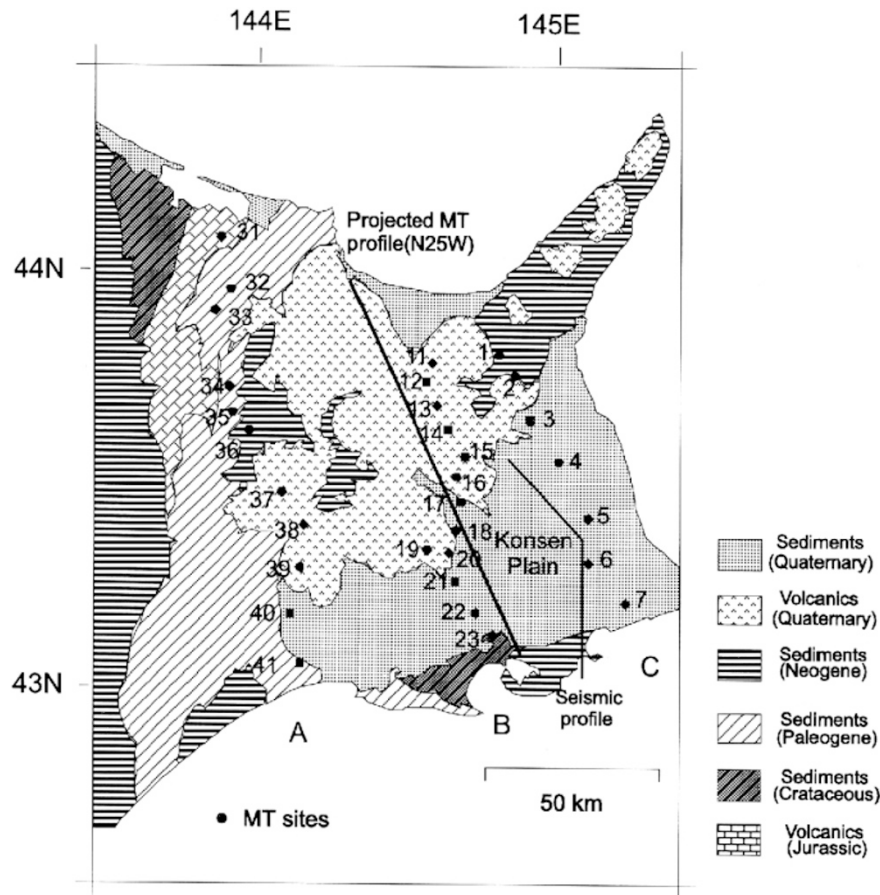 144E 145E
Projected MT
profile(N25W)
44N
31
32
33
11
1
12
2
34
13
3
35
14
36
15
4
16
37
17
5
38
18
Konsen
Plain
19
20
6
39
21
40
22
7
23
41
43N
C
Seismic
profile
A
B
50 km
MT sites
Sediments
(Quaternary)
Volcanics
(Quaternary)
Sediments
(Neogene)
Sediments
(Paleogene)
Sediments
(Crataceous)
Volcanics
(Jurassic)